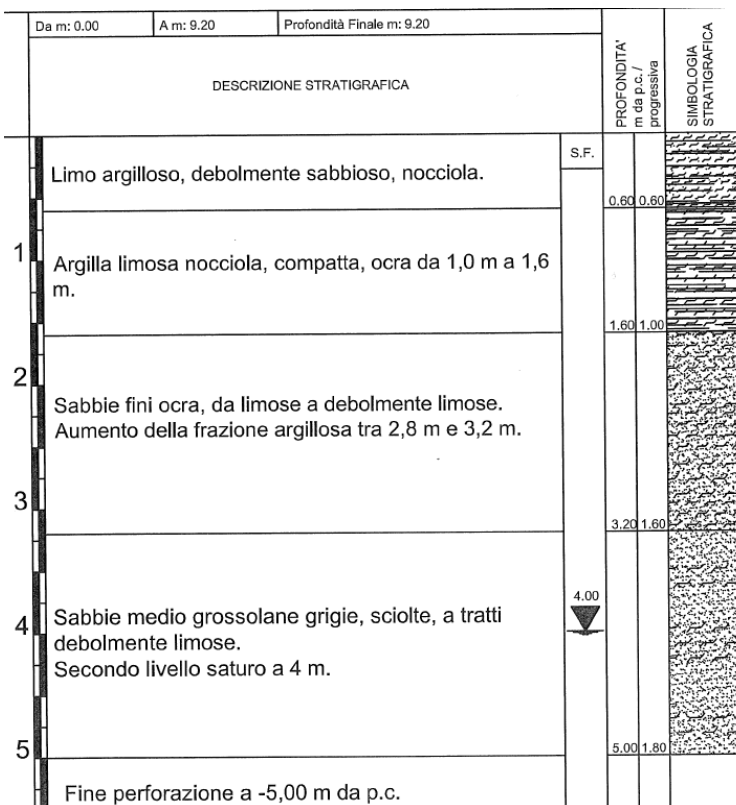 Da m: 0.00 A m: 9.20 Profondità Finale m: 9.20
DESCRIZIONE STRATIGRAFICA
PROFONDITA'
m da p.c. /
progressiva
SIMBOLOGIA
STRATIGRAFICA
S.F.
Limo argilloso, debolmente sabbioso, nocciola.
0.60 0.60
1
Argilla limosa nocciola, compatta, ocra da 1,0 m a 1,6
m.
1.60 1.00
2
Sabbie fini ocra, da limose a debolmente limose.
Aumento della frazione argillosa tra 2,8 m e 3,2 m.
3
3.20 1.60
4.00
4
Sabbie medio grossolane grigie, sciolte, a tratti
debolmente limose.
Secondo livello saturo a 4 m.
5
5.00 1.80
Fine perforazione a -5,00 m da p.c.